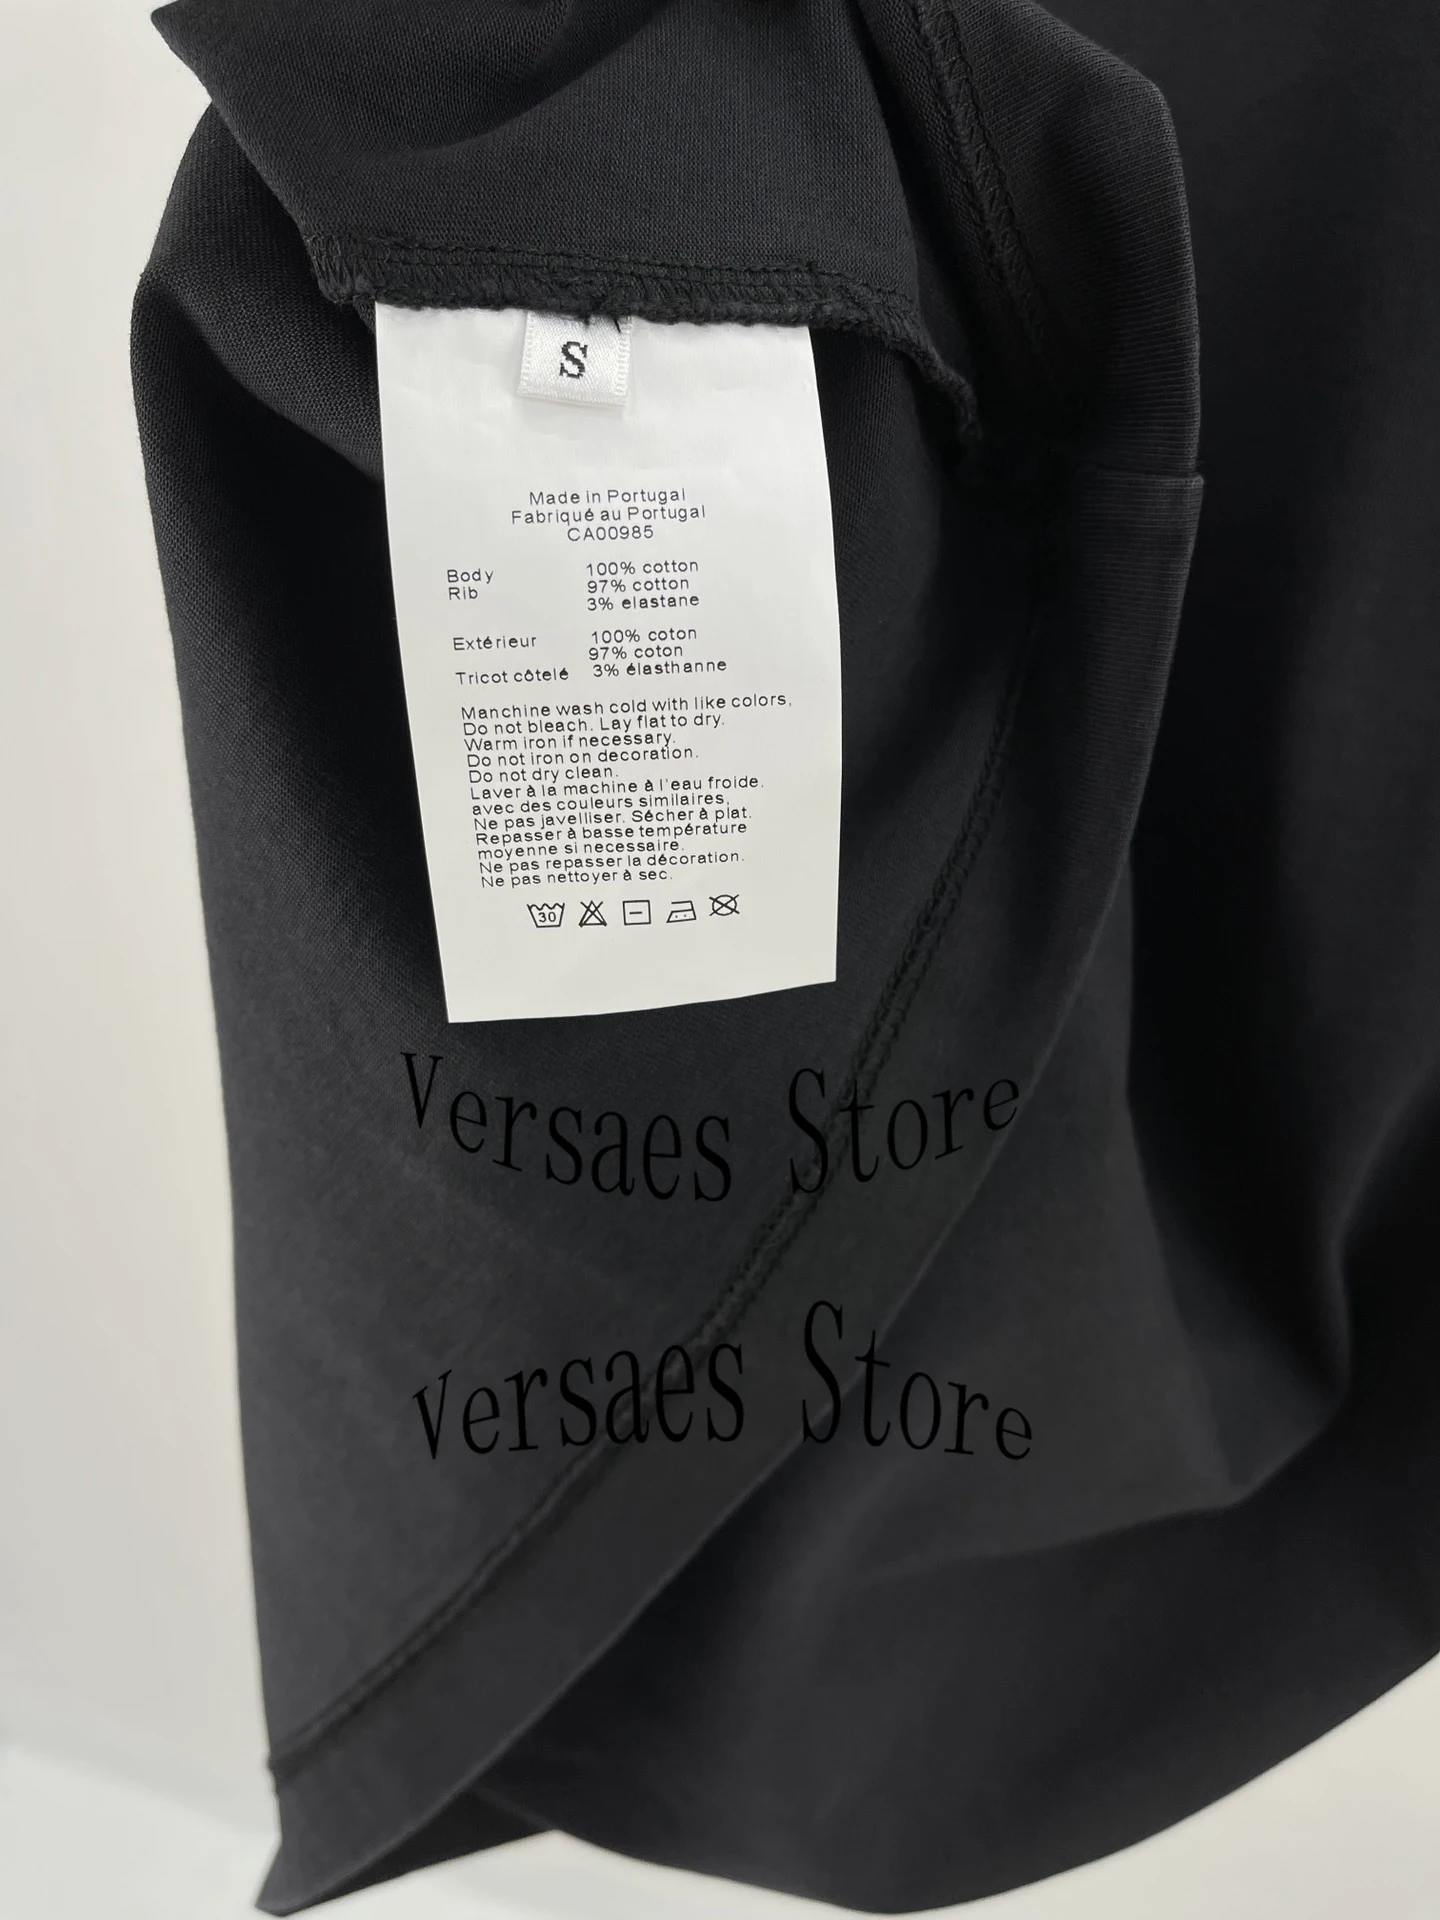 S
Made in Portugal
Fabriqué au Portugal
CA00985
Body 100% cotton
Rib 97% cotton
3% elastane
Extérieur 100% coton
97% coton
Tricot côtelé 3% élasthanne
Manchine wash cold with like colors,
Do not bleach. Lay flat to dry.
Warm iron if necessary.
Do not iron on decoration.
Do not dry clean.
Laver à la machine à l'eau froide.
avec des couleurs similaires,
Ne pas javelliser. Sécher à plat.
Repasser à basse température
moyenne si necessaire.
Ne pas repasser la décoration.
Ne pas nettoyer à sec.
30
Versaes Store
Versaes Store